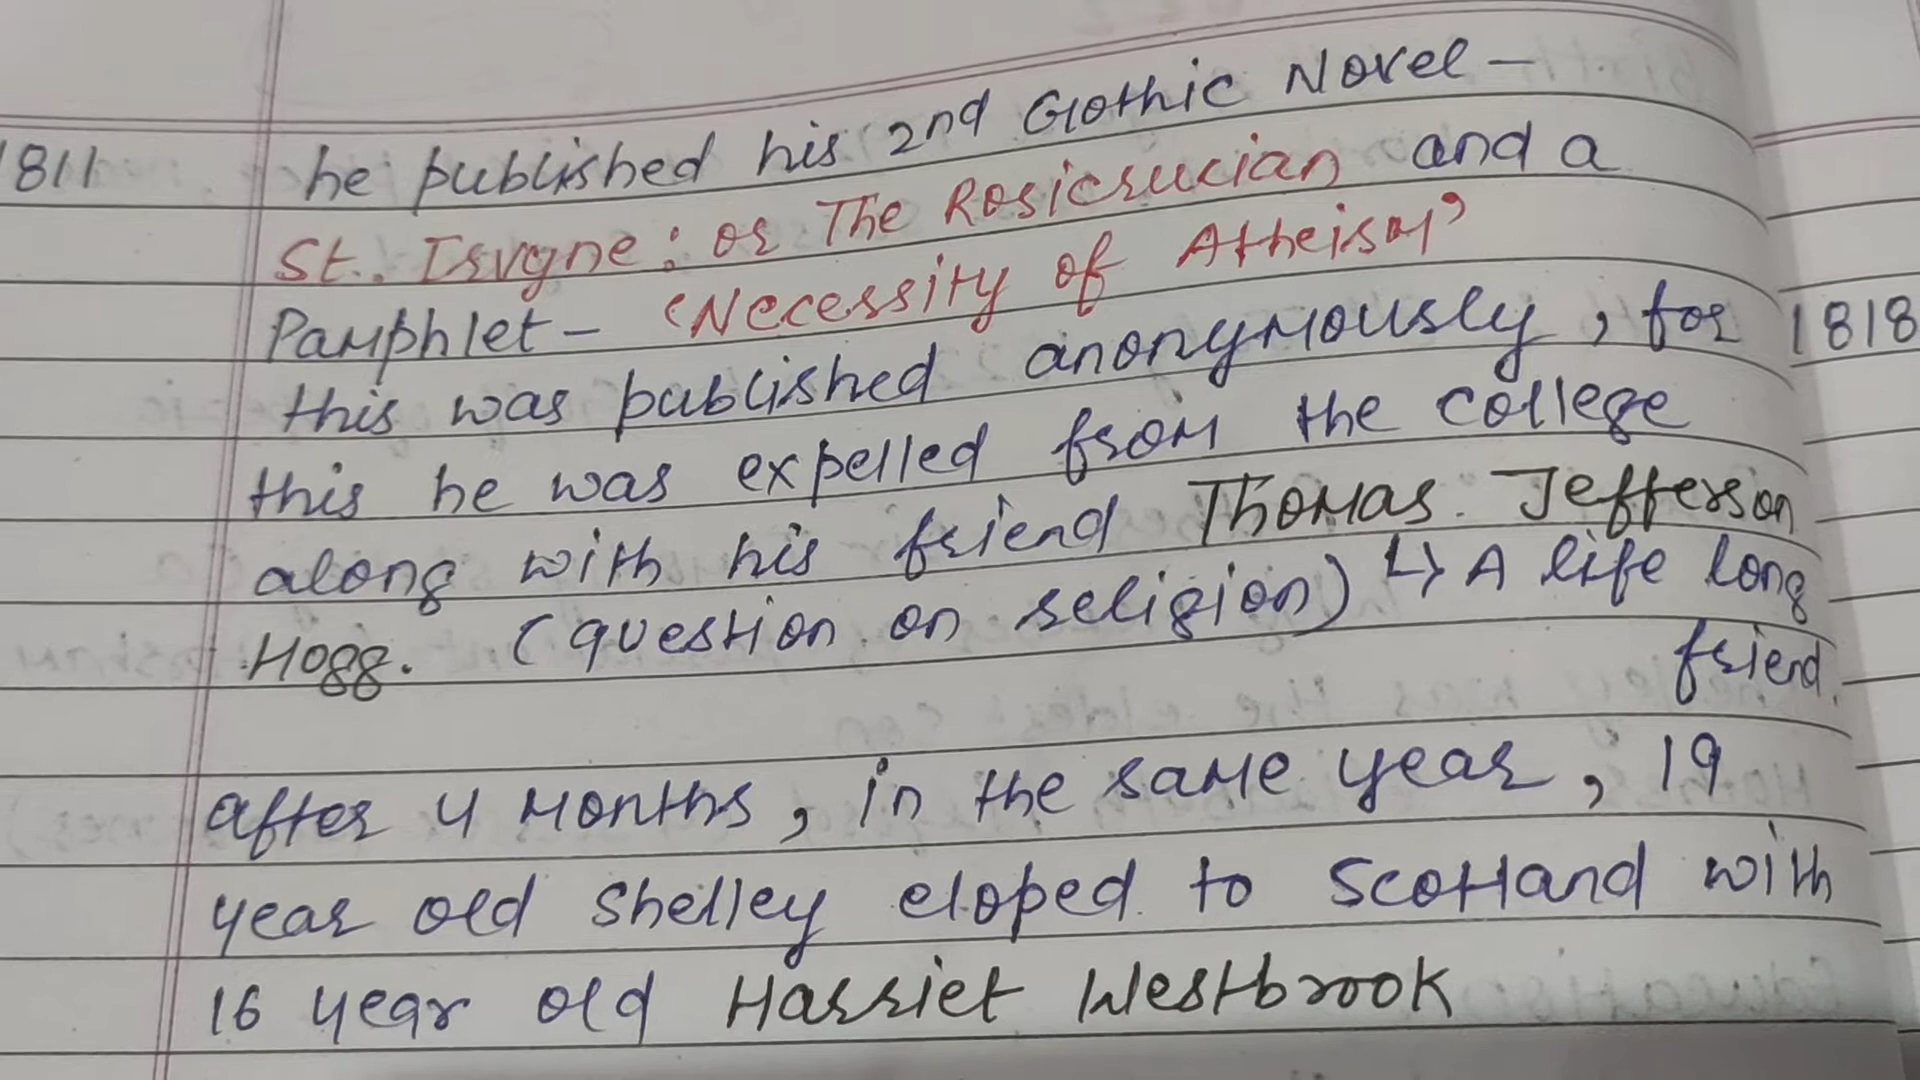 1811 he published his 2nd Gothic Novel -
St. Irvyne: or The Rosicrucian and a
Pamphlet - 'Necessity of Atheism'
this was published anonymously, for
this he was expelled from the college
along with his friend Thomas Jefferson
Hogg. (question on religion) ↳ A life long
friend.
after 4 months, in the same year, 19
year old Shelley eloped to Scotland with
16 year old Harriet Westbrook
1818